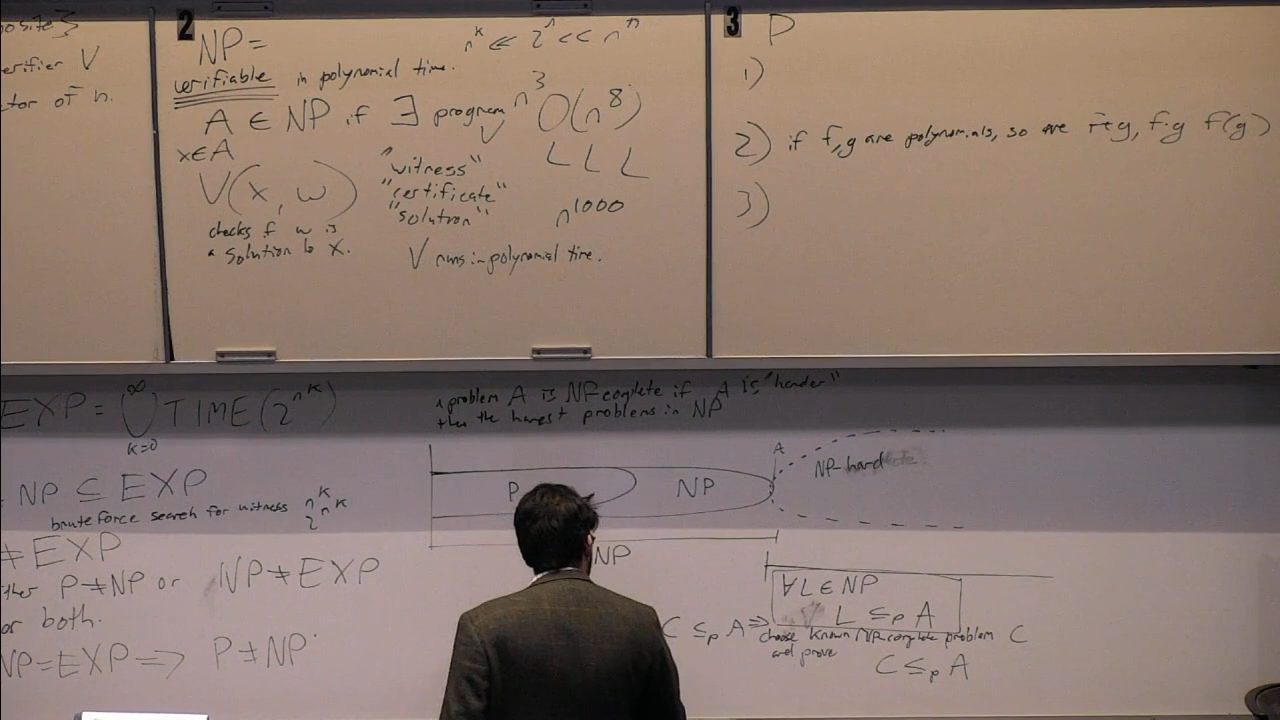 osite}
erifier V
tor of n.
2
NP =
n^k << 2^n << n^n
verifiable in polynomial time.
A ∈ NP if ∃ program V
n^3 O(n^8)
x∈A
V(x, w)
"witness"
"certificate"
"solution"
L L L
n^1000
checks if w is
a solution to x.
V runs in polynomial time.
3
P
1)
2) if f,g are polynomials, so are f+g, f·g f(g)
3)
EXP = ∪ TIME(2^n^k)
∞
k=0
NP ⊆ EXP
brute force search for witness n^k
2^n^k
≠ EXP
ther P≠NP or NP≠EXP
or both.
NP=EXP ⟹ P≠NP
a problem A is NP complete if A is "harder"
than the hardest problems in NP
P
NP
A
NP-hard
NP
∀L∈NP
L ≤p A
C ≤p A ⇒ choose known NP-complete problem C
and prove
C ≤p A